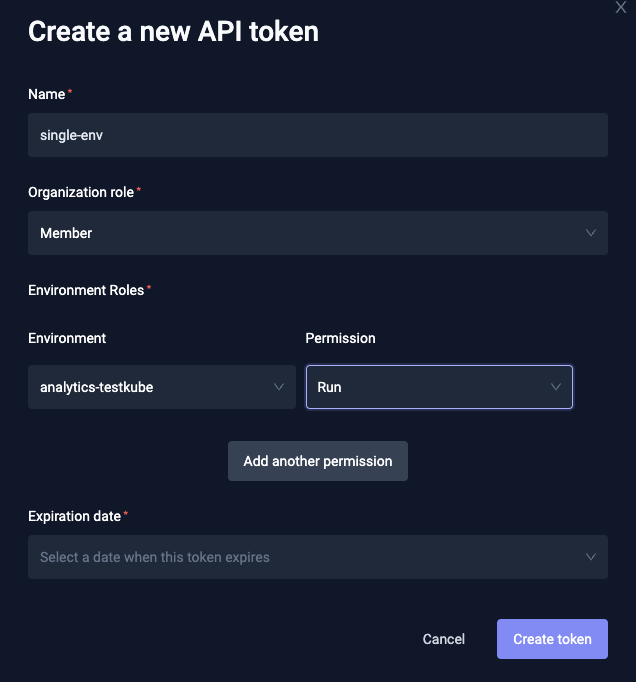 Create a new API token
Name*
single-env
Organization role*
Member
Environment Roles*
Environment Permission
analytics-testkube Run
Add another permission
Expiration date*
Select a date when this token expires
Cancel Create token